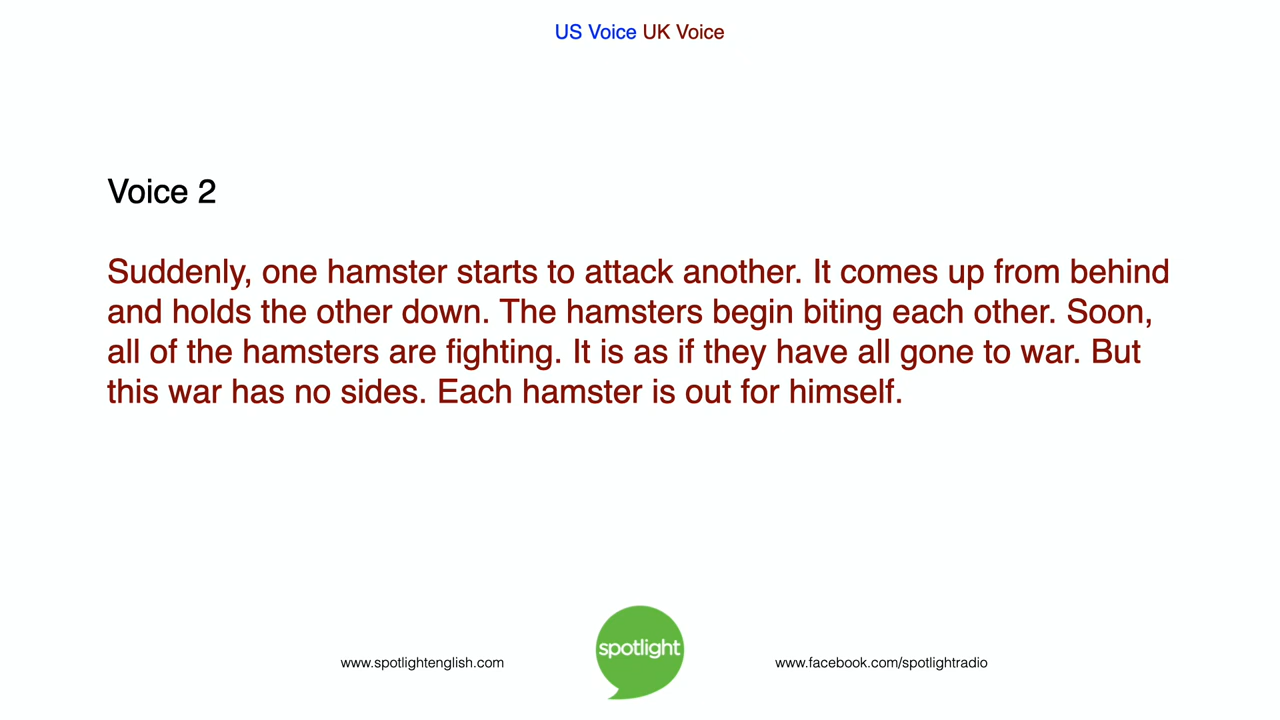 US Voice UK Voice
Voice 2
Suddenly, one hamster starts to attack another. It comes up from behind
and holds the other down. The hamsters begin biting each other. Soon,
all of the hamsters are fighting. It is as if they have all gone to war. But
this war has no sides. Each hamster is out for himself.
spotlight
www.spotlightenglish.com
www.facebook.com/spotlightradio